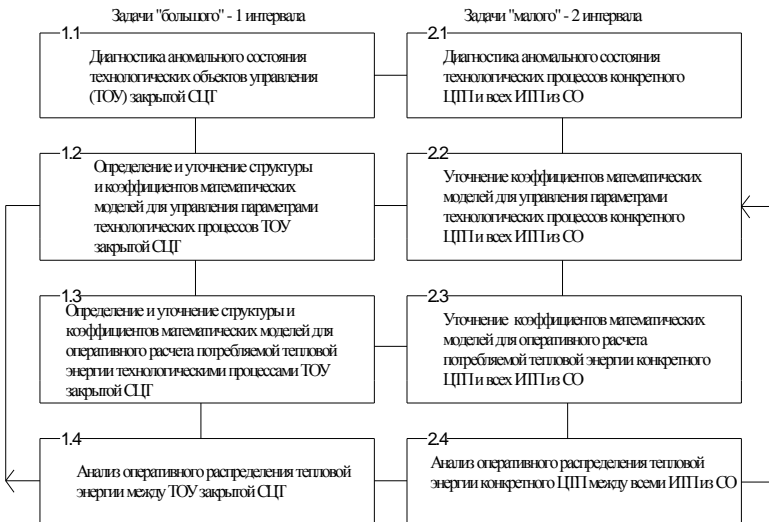 Задачи "большого" - 1 интервала
1.1
Диагностика аномального состояния
технологических объектов управления
(ТОУ) закрытой СЦТ
1.2
Определение и уточнение структуры
и коэффициентов математических
моделей для управления параметрами
технологических процессов ТОУ
закрытой СЦТ
1.3
Определение и уточнение структуры и
коэффициентов математических моделей для
оперативного расчета потребляемой тепловой
энергии технологическими процессами ТОУ
закрытой СЦТ
1.4
Анализ оперативного распределения тепловой
энергии между ТОУ закрытой СЦТ
Задачи "малого" - 2 интервала
2.1
Диагностика аномального состояния
технологических процессов конкретного
ЦТП и всех ИТП из СО
2.2
Уточнение коэффициентов математических
моделей для управления параметрами
технологических процессов конкретного
ЦТП и всех ИТП из СО
2.3
Уточнение коэффициентов математических
моделей для оперативного расчета
потребляемой тепловой энергии конкретного
ЦТП и всех ИТП из СО
2.4
Анализ оперативного распределения тепловой
энергии конкретного ЦТП между всеми ИТП из СО